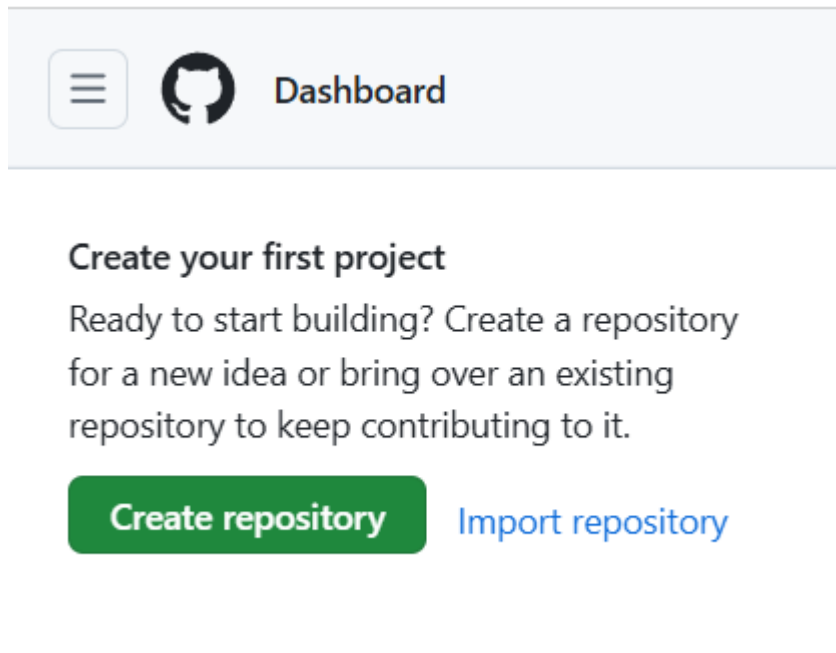 Dashboard
Create your first project
Ready to start building? Create a repository
for a new idea or bring over an existing
repository to keep contributing to it.
Create repository
Import repository